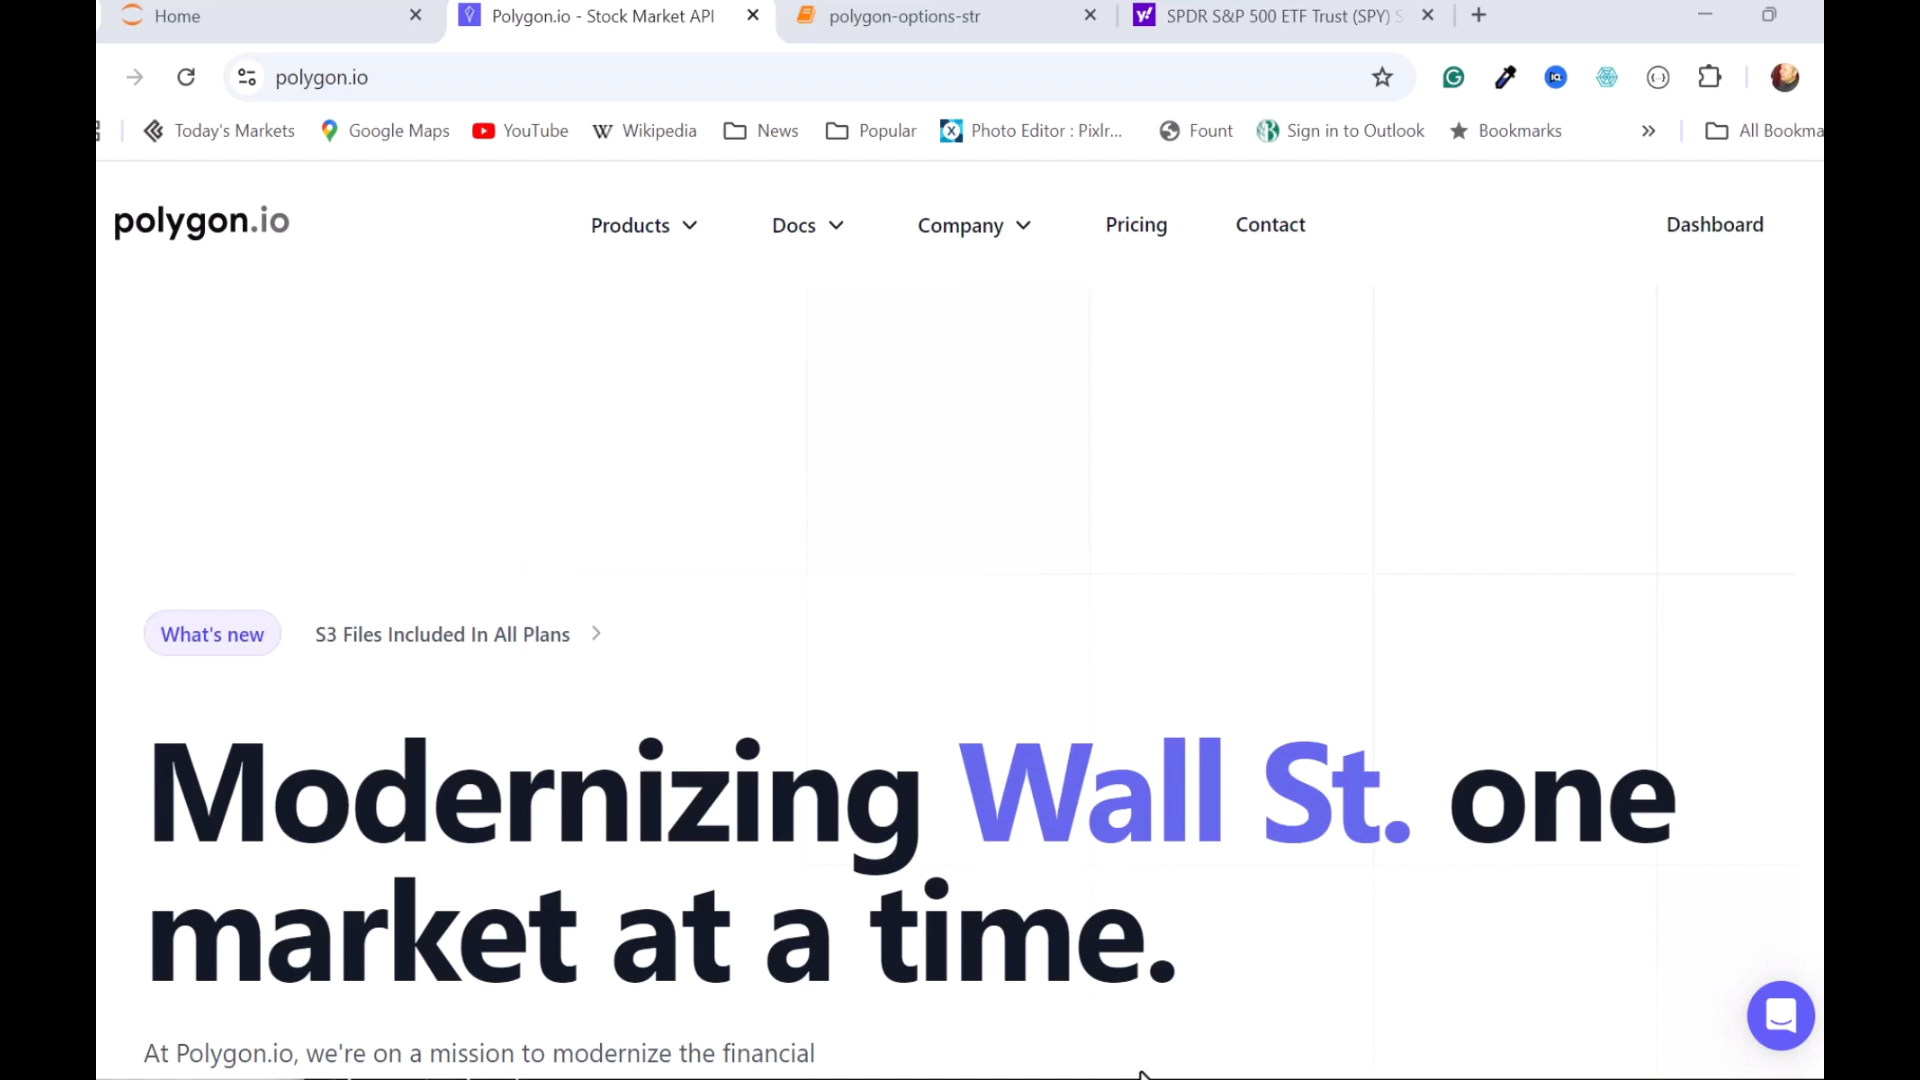 Home
Polygon.io - Stock Market API
polygon-options-str
SPDR S&P 500 ETF Trust (SPY) S
polygon.io
Today's Markets
Google Maps
YouTube
Wikipedia
News
Popular
Photo Editor : Pixlr...
Fount
Sign in to Outlook
Bookmarks
All Bookma
polygon.io
Products
Docs
Company
Pricing
Contact
Dashboard
What's new
S3 Files Included In All Plans
Modernizing Wall St. one
market at a time.
At Polygon.io, we're on a mission to modernize the financial